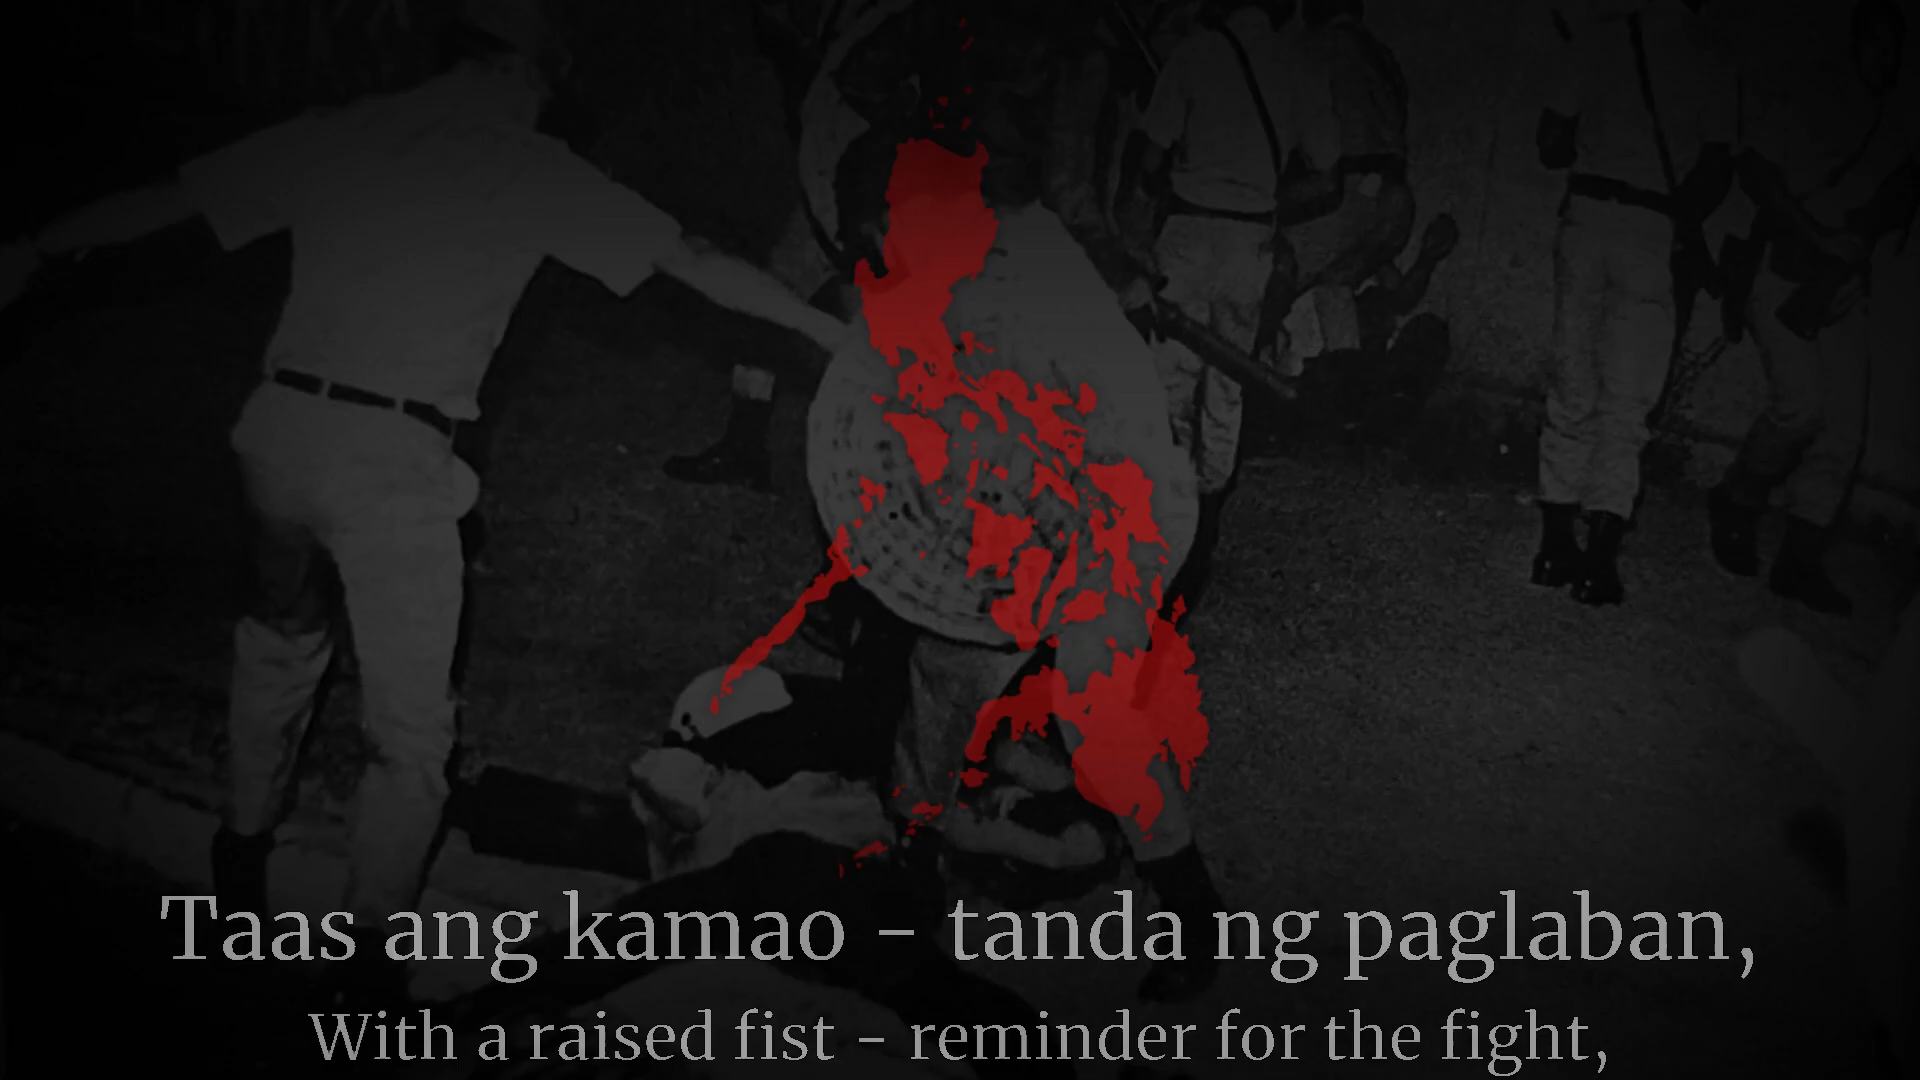 Taas ang kamao – tanda ng paglaban,
With a raised fist – reminder for the fight,